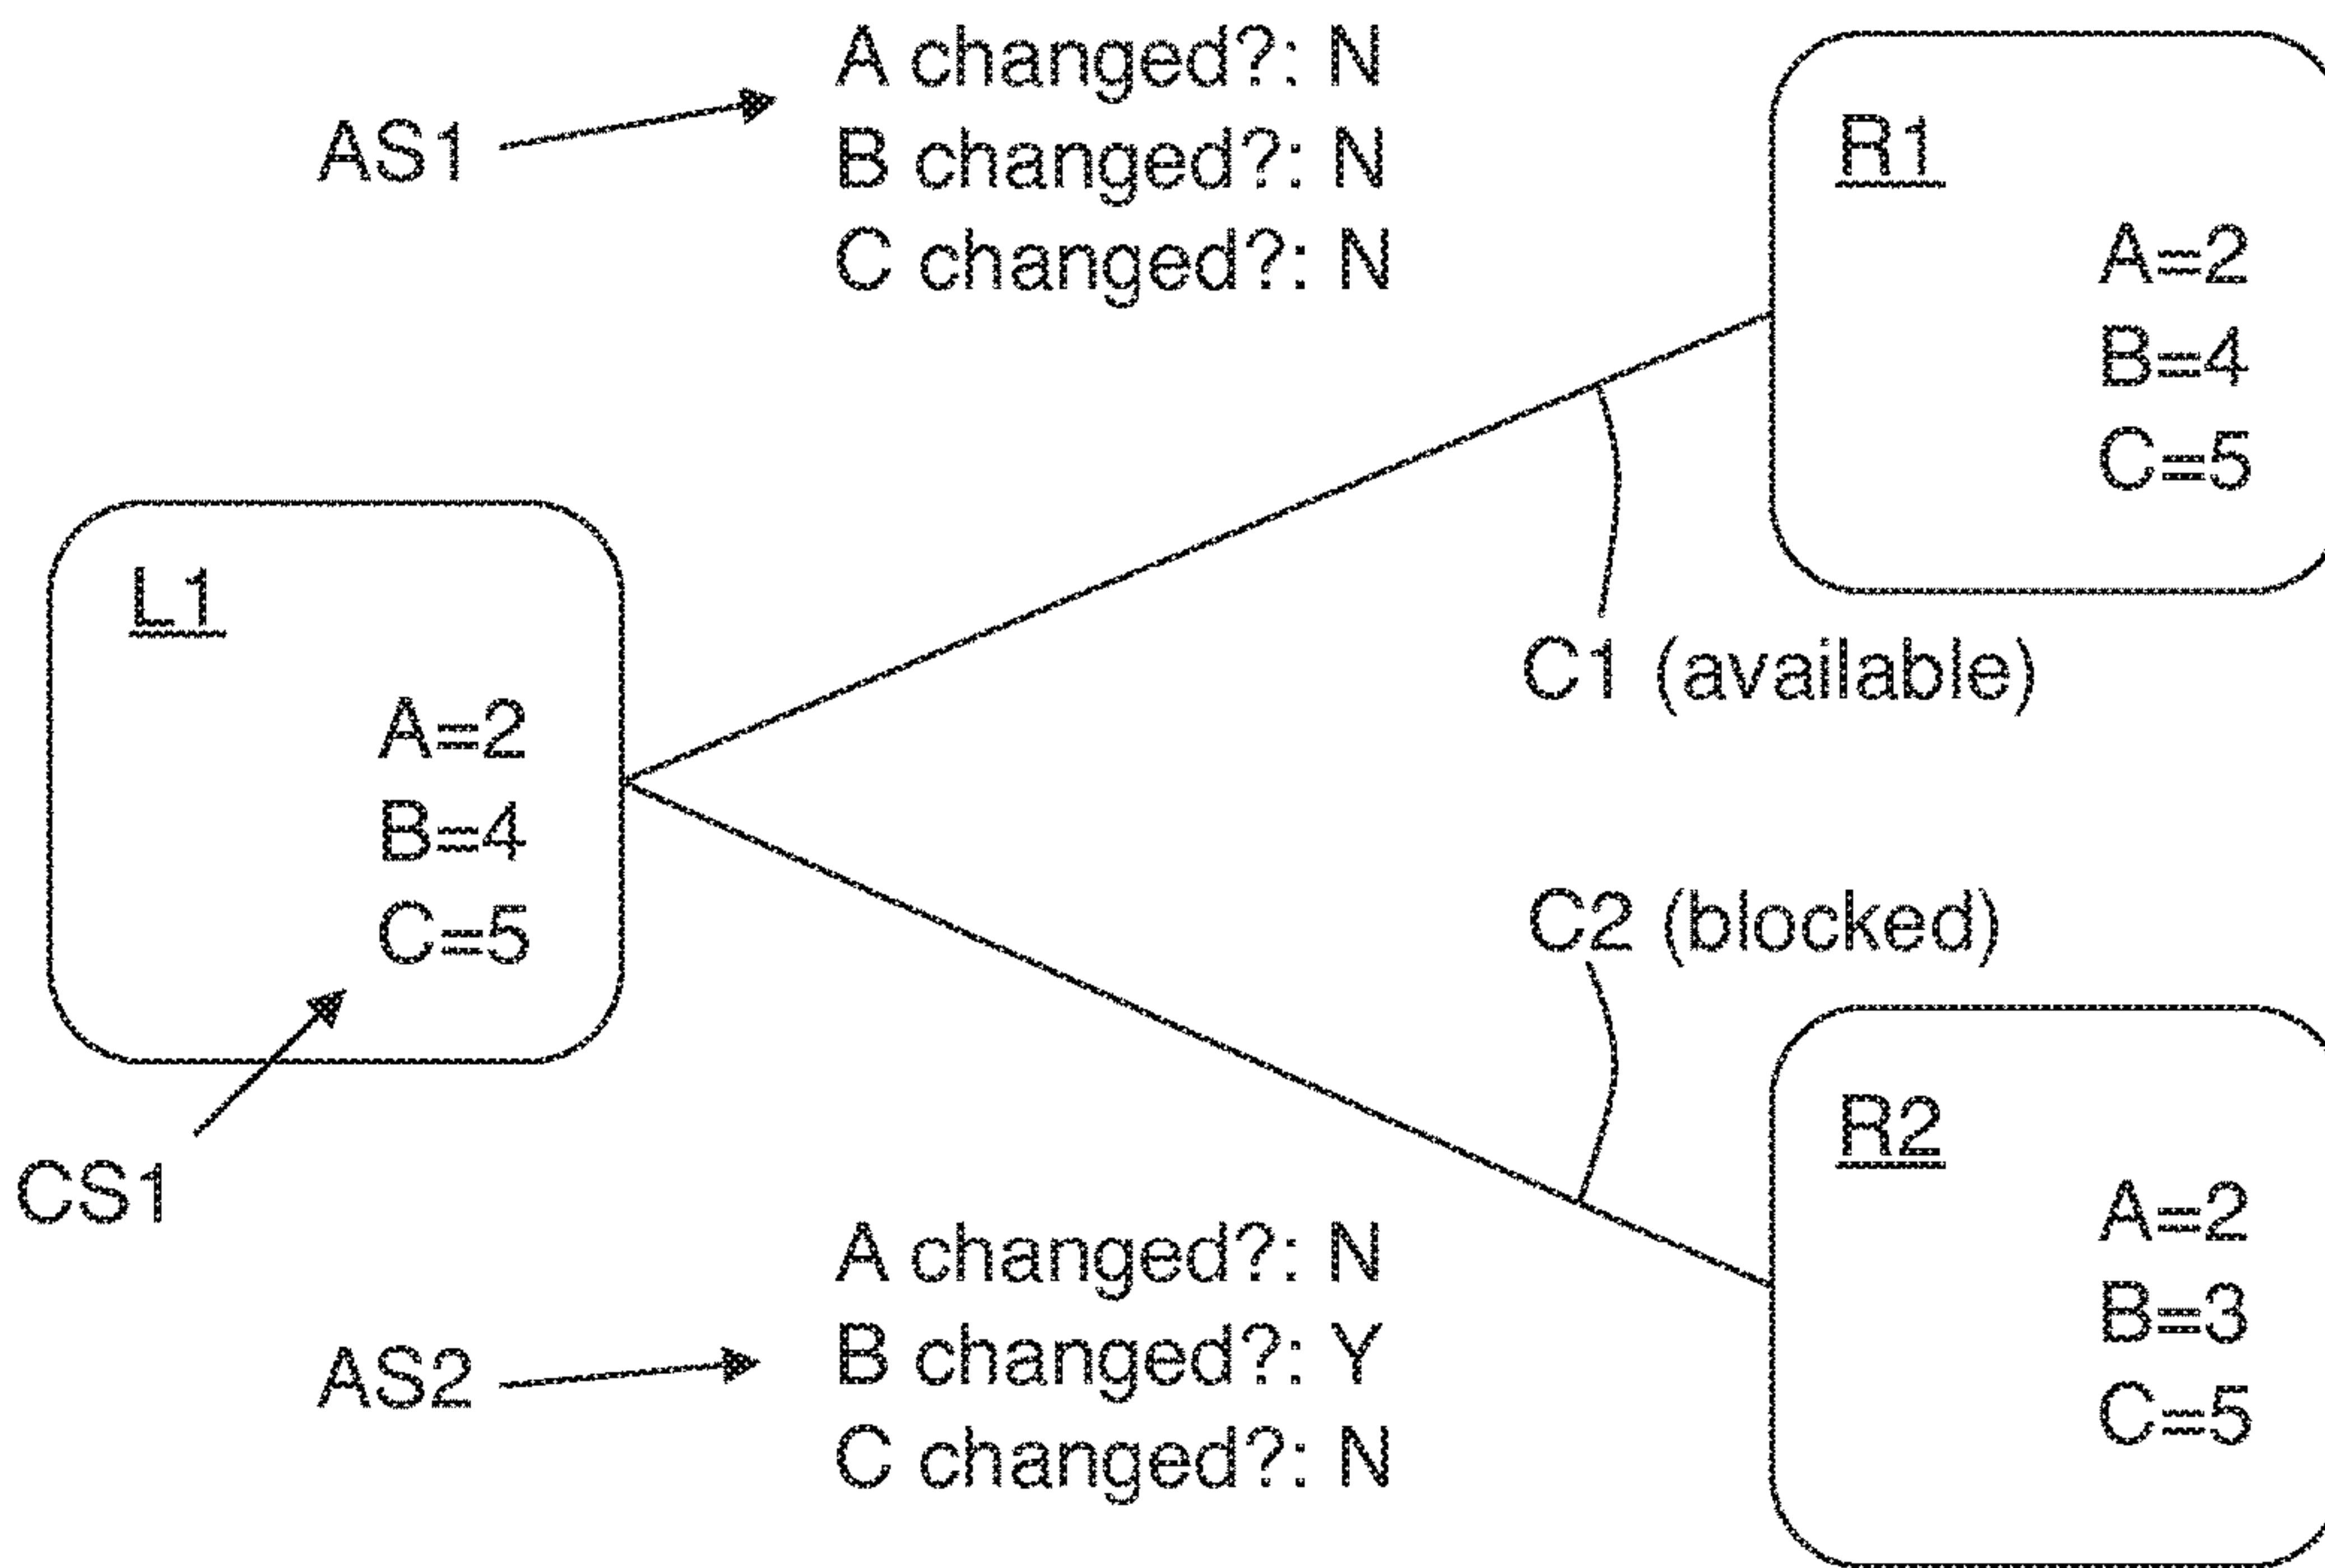 AS1
A changed?: N
B changed?: N
C changed?: N
R1
A=2
B=4
C=5
C1 (available)
L1
A=2
B=4
C=5
CS1
C2 (blocked)
R2
A=2
B=3
C=5
AS2
A changed?: N
B changed?: Y
C changed?: N